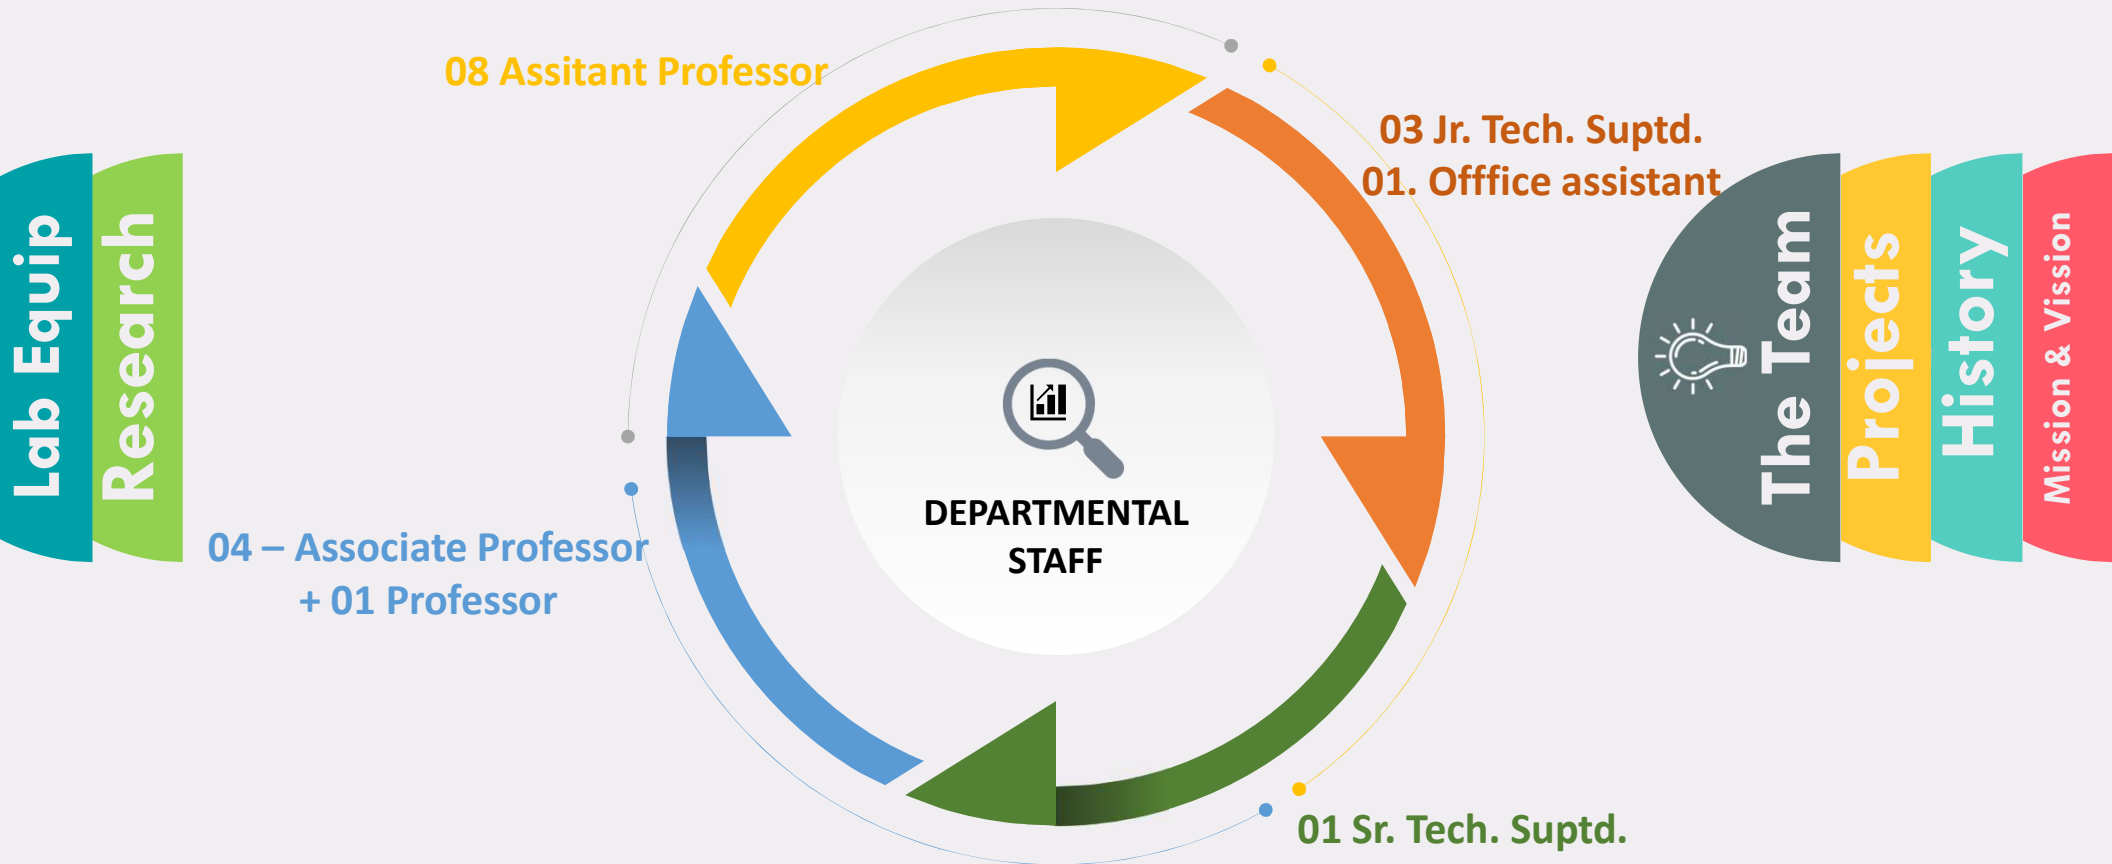 Lab Equip
Research
08 Assitant Professor
03 Jr. Tech. Suptd.
01. Offfice assistant
DEPARTMENTAL
STAFF
04 – Associate Professor
+ 01 Professor
01 Sr. Tech. Suptd.
The Team
Projects
History
Mission & Vission